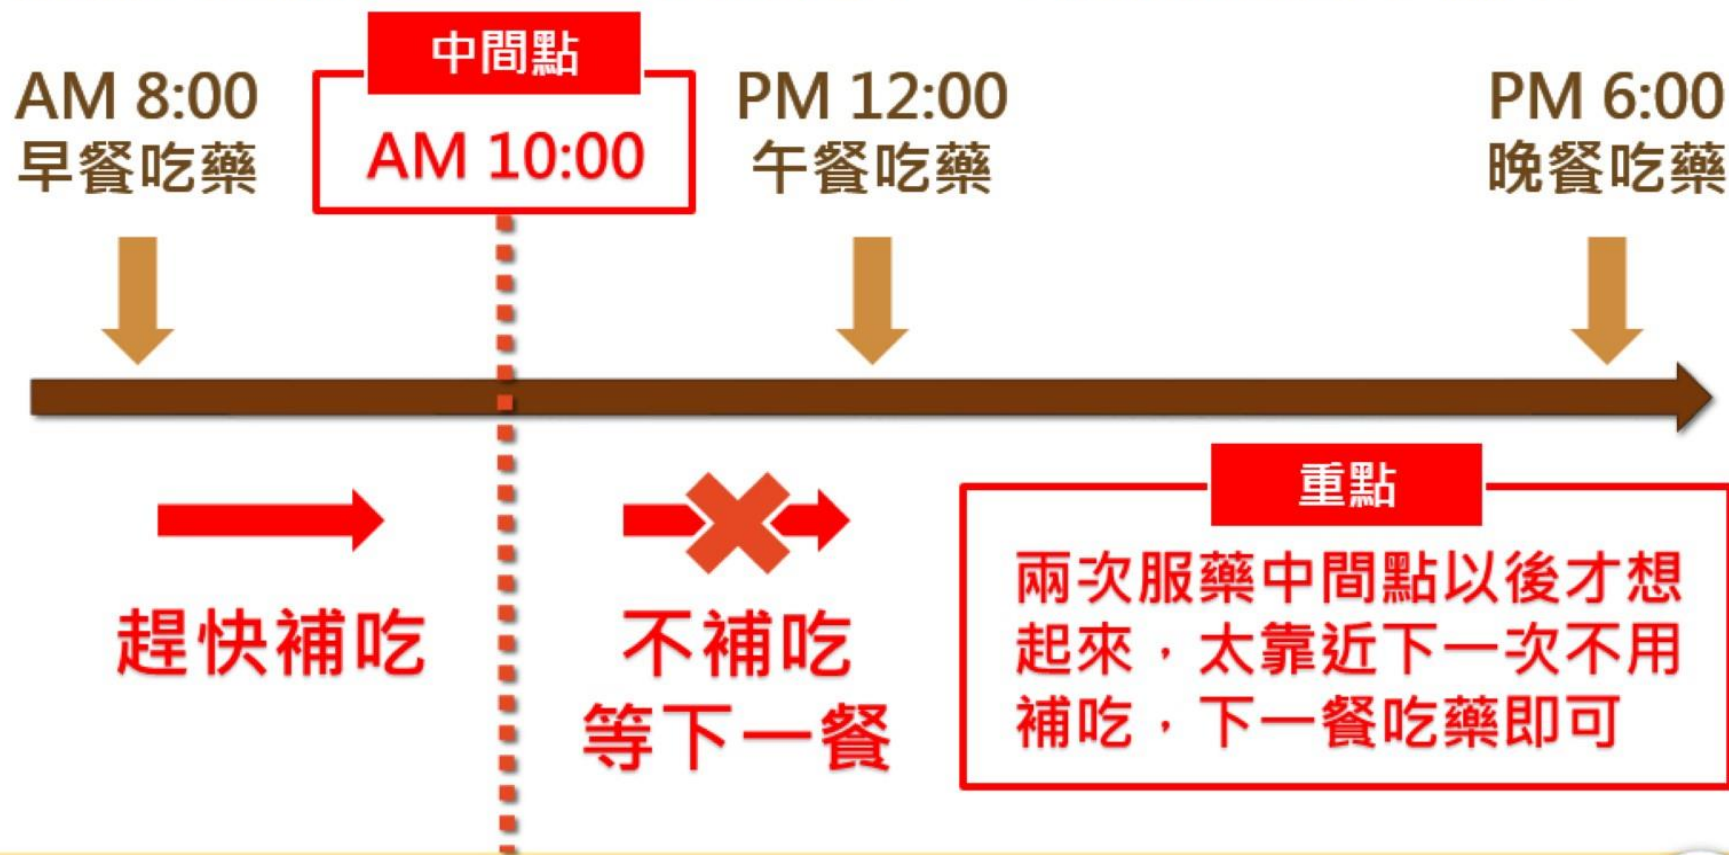 中間點
AM 8:00
早餐吃藥
AM 10:00
PM 12:00
午餐吃藥
PM 6:00
晚餐吃藥
趕快補吃
不補吃
等下一餐
重點
兩次服藥中間點以後才想
起來，太靠近下一次不用
補吃，下一餐吃藥即可